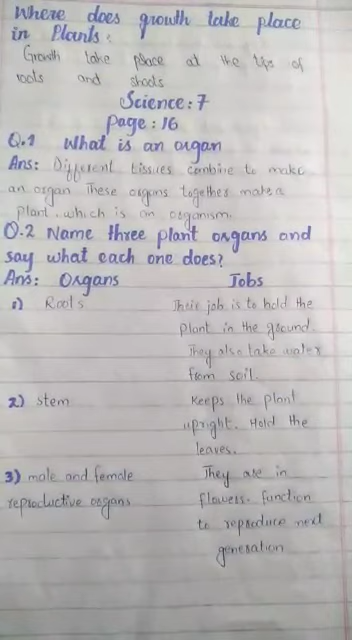 Where does growth take place
in Plants:
Growth take place at the tips of
roots and shoots
Science:7
Page:16
Q.1 What is an organ
Ans: Different tissues combine to make
an organ These organs together make a
Plant. which is an organism.
Q.2 Name three plant organs and
say what each one does?
Ans: Organs Jobs
1) Roots Their job is to hold the
Plant in the ground.
They also take water
from soil.
2) stem Keeps the plant
upright. Hold the
leaves.
3) male and female They are in
reproductive organs flowers. function
to reproduce next
generation